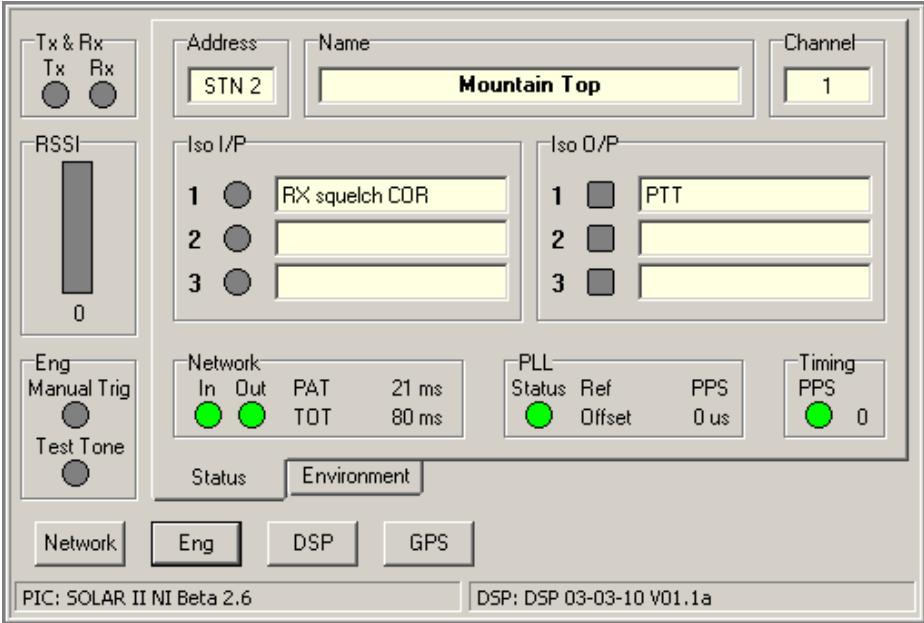 Tx & Rx
Tx Rx
RSSI
0
Eng
Manual Trig
Test Tone
Address
STN 2
Name
Mountain Top
Channel
1
Iso I/P
1 RX squelch COR
2
3
Iso O/P
1 PTT
2
3
Network
In Out PAT 21 ms
TOT 80 ms
PLL
Status Ref PPS
Offset 0 us
Timing
PPS
0
Status Environment
Network Eng DSP GPS
PIC: SOLAR II NI Beta 2.6
DSP: DSP 03-03-10 V01.1a